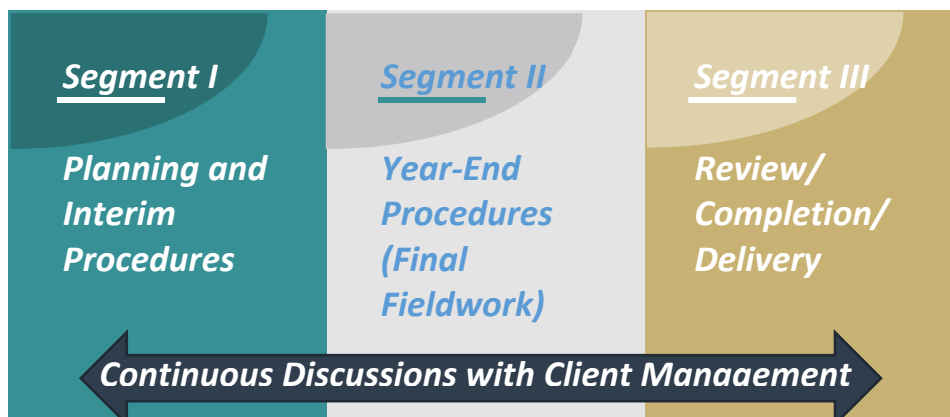 Segment I
Planning and
Interim
Procedures
Segment II
Year-End
Procedures
(Final
Fieldwork)
Segment III
Review/
Completion/
Delivery
Continuous Discussions with Client Management